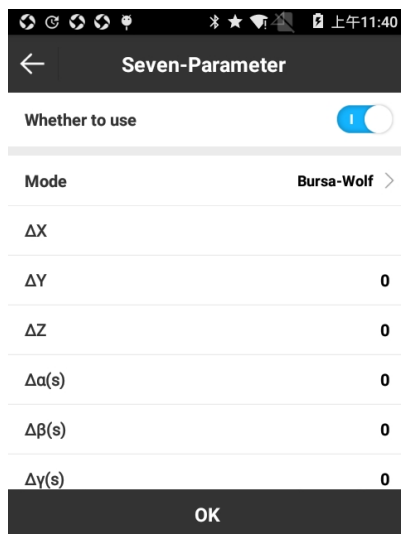 上午11:40
Seven-Parameter
Whether to use
Mode Bursa-Wolf
ΔX
ΔY 0
ΔZ 0
Δα(s) 0
Δβ(s) 0
Δγ(s) 0
OK